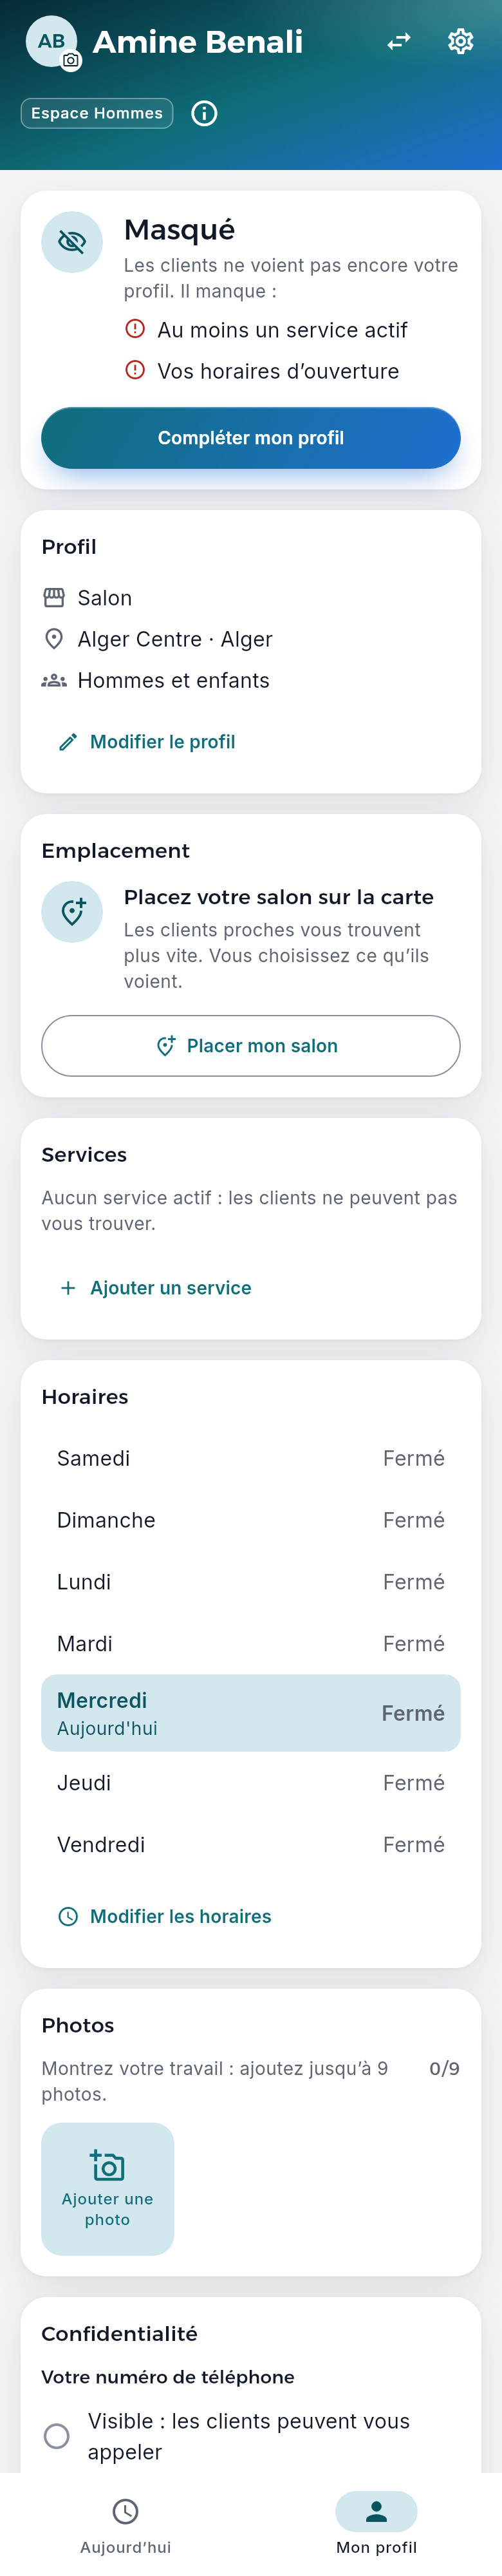 AB
Amine Benali
Espace Hommes
Masqué
Les clients ne voient pas encore votre
profil. Il manque :
Au moins un service actif
Vos horaires d’ouverture
Compléter mon profil
Profil
Salon
Alger Centre · Alger
Hommes et enfants
Modifier le profil
Emplacement
Placez votre salon sur la carte
Les clients proches vous trouvent
plus vite. Vous choisissez ce qu’ils
voient.
Placer mon salon
Services
Aucun service actif : les clients ne peuvent pas
vous trouver.
Ajouter un service
Horaires
Samedi Fermé
Dimanche Fermé
Lundi Fermé
Mardi Fermé
Mercredi
Aujourd'hui Fermé
Jeudi Fermé
Vendredi Fermé
Modifier les horaires
Photos
Montrez votre travail : ajoutez jusqu’à 9 0/9
photos.
Ajouter une
photo
Confidentialité
Votre numéro de téléphone
Visible : les clients peuvent vous
appeler
Aujourd’hui Mon profil